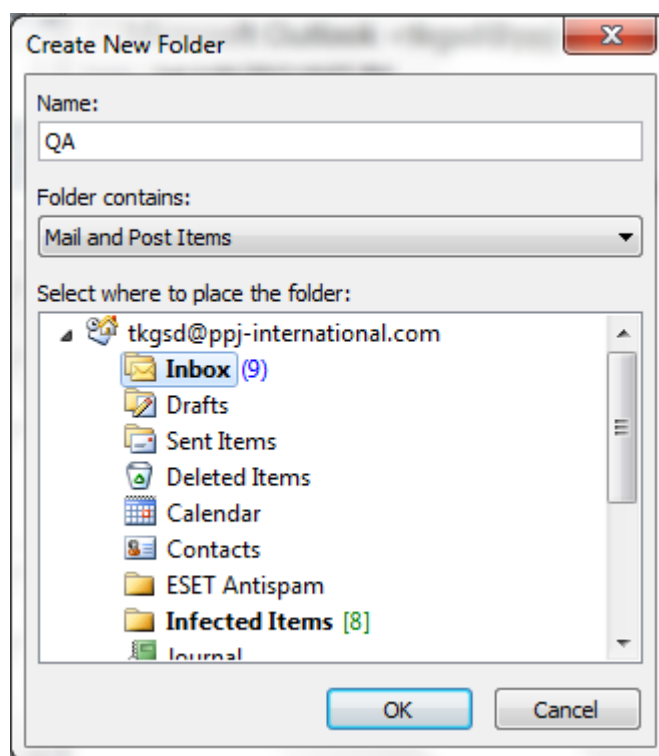 Create New Folder
Name:
QA
Folder contains:
Mail and Post Items
Select where to place the folder:
tkgsd@ppj-international.com
Inbox (9)
Drafts
Sent Items
Deleted Items
Calendar
Contacts
ESET Antispam
Infected Items [8]
Journal
OK
Cancel